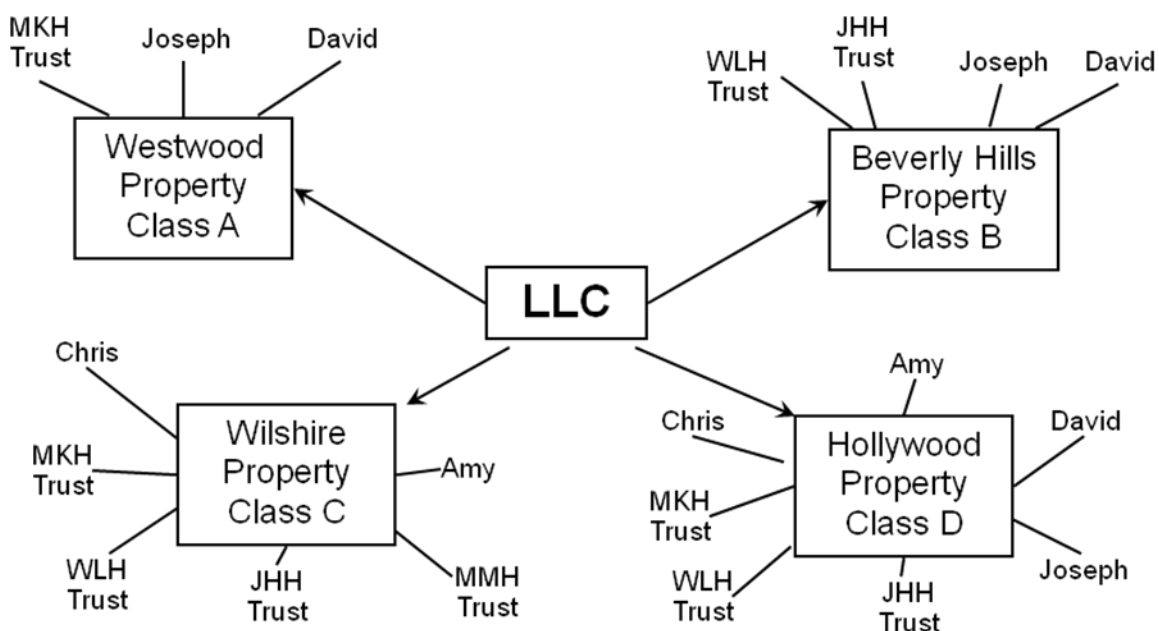 MKH
Trust
Joseph
David
Westwood
Property
Class A
WLH
Trust
JHH
Trust
Joseph
David
Beverly Hills
Property
Class B
LLC
Chris
MKH
Trust
WLH
Trust
JHH
Trust
MMH
Trust
Amy
Wilshire
Property
Class C
Amy
Chris
David
MKH
Trust
WLH
Trust
JHH
Trust
Joseph
Hollywood
Property
Class D